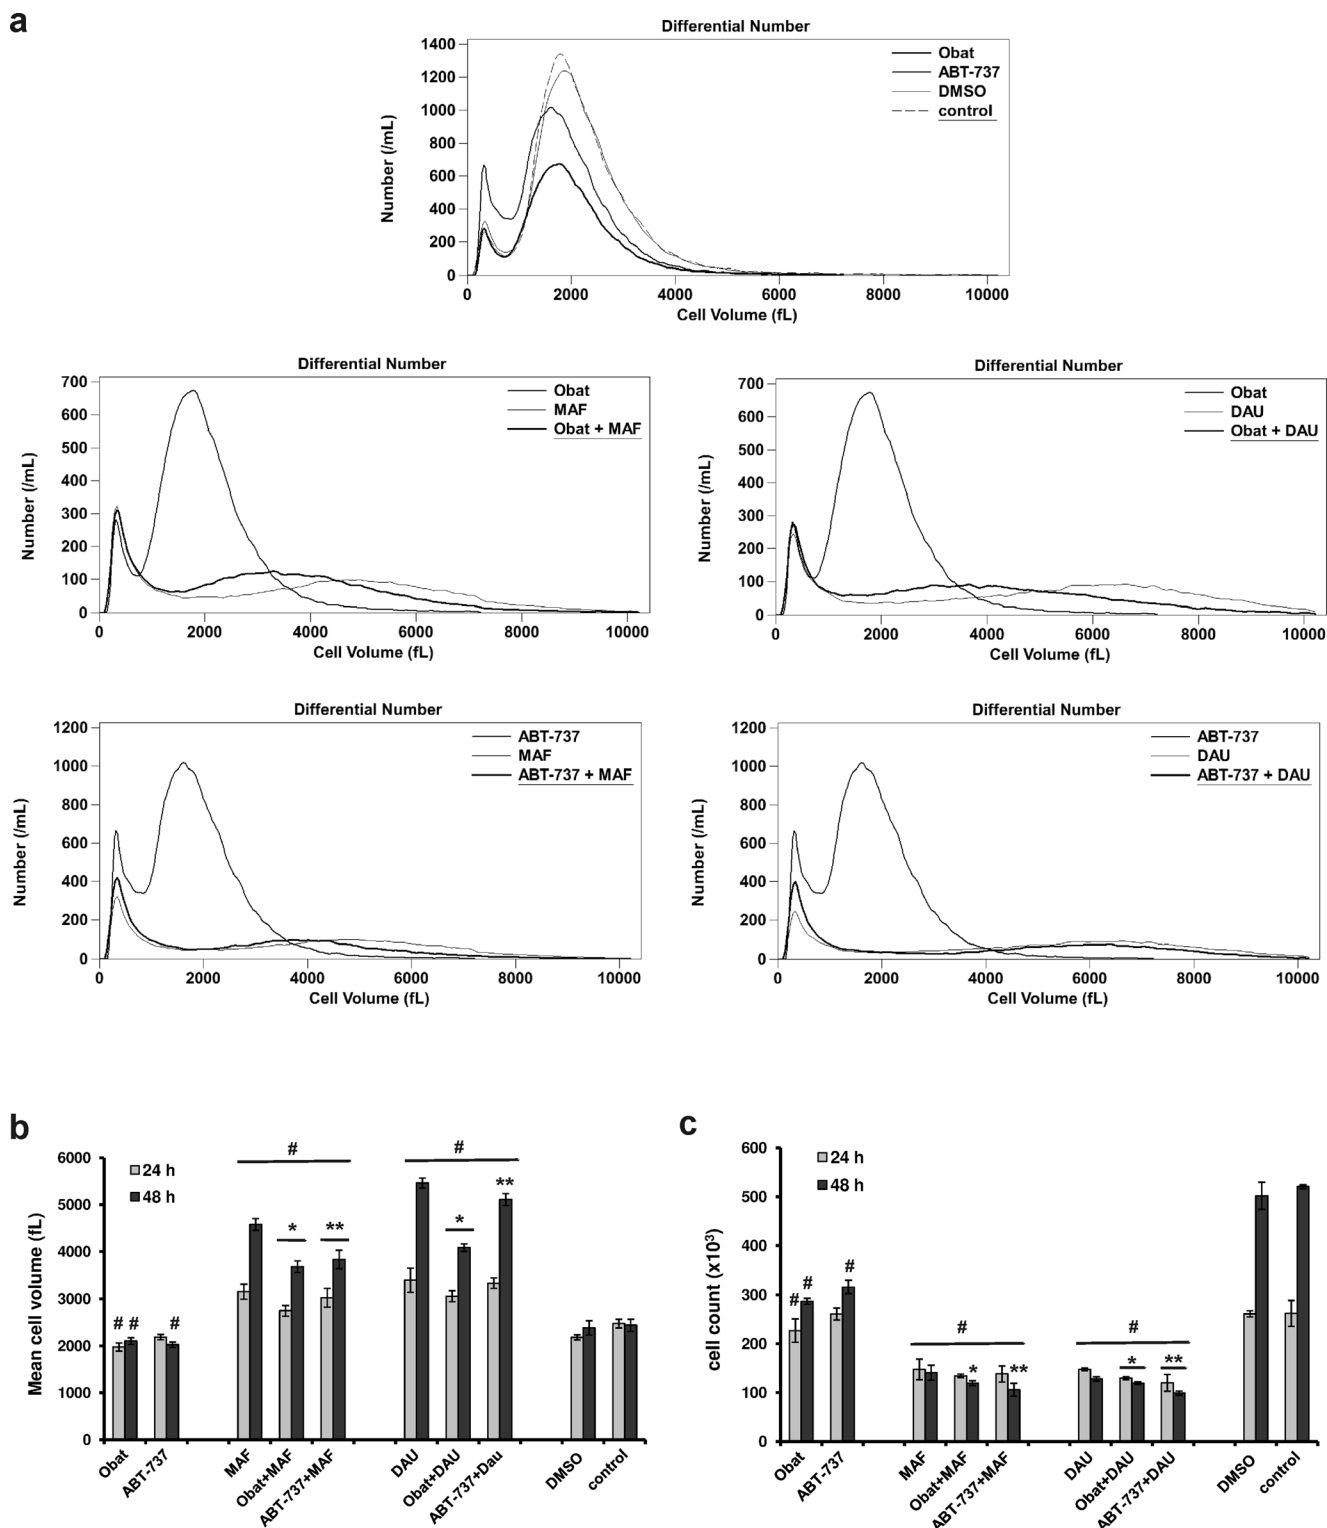 a
Differential Number
Number (/mL)
1400
1200
1000
800
600
400
200
0
Obat
ABT-737
DMSO
control
0 2000 4000 6000 8000 10000
Cell Volume (fL)
Differential Number
Number (/mL)
700
600
500
400
300
200
100
0
Obat
MAF
Obat + MAF
0 2000 4000 6000 8000 10000
Cell Volume (fL)
Differential Number
Number (/mL)
700
600
500
400
300
200
100
0
Obat
DAU
Obat + DAU
0 2000 4000 6000 8000 10000
Cell Volume (fL)
Differential Number
Number (/mL)
1200
1000
800
600
400
200
0
ABT-737
MAF
ABT-737 + MAF
0 2000 4000 6000 8000 10000
Cell Volume (fL)
Differential Number
Number (/mL)
1200
1000
800
600
400
200
0
ABT-737
DAU
ABT-737 + DAU
0 2000 4000 6000 8000 10000
Cell Volume (fL)
b
Mean cell volume (fL)
6000
5000
4000
3000
2000
1000
0
24 h
48 h
# #
** 
* ** *
# # #
Obat ABT-737 MAF Obat+MAF ABT-737+MAF DAU Obat+DAU ABT-737+Dau DMSO control
c
cell count (x10³)
600
500
400
300
200
100
0
24 h
48 h
# # #
# #
* ** * **
Obat ABT-737 MAF Obat+MAF ABT-737+MAF DAU Obat+DAU ABT-737+DAU DMSO control